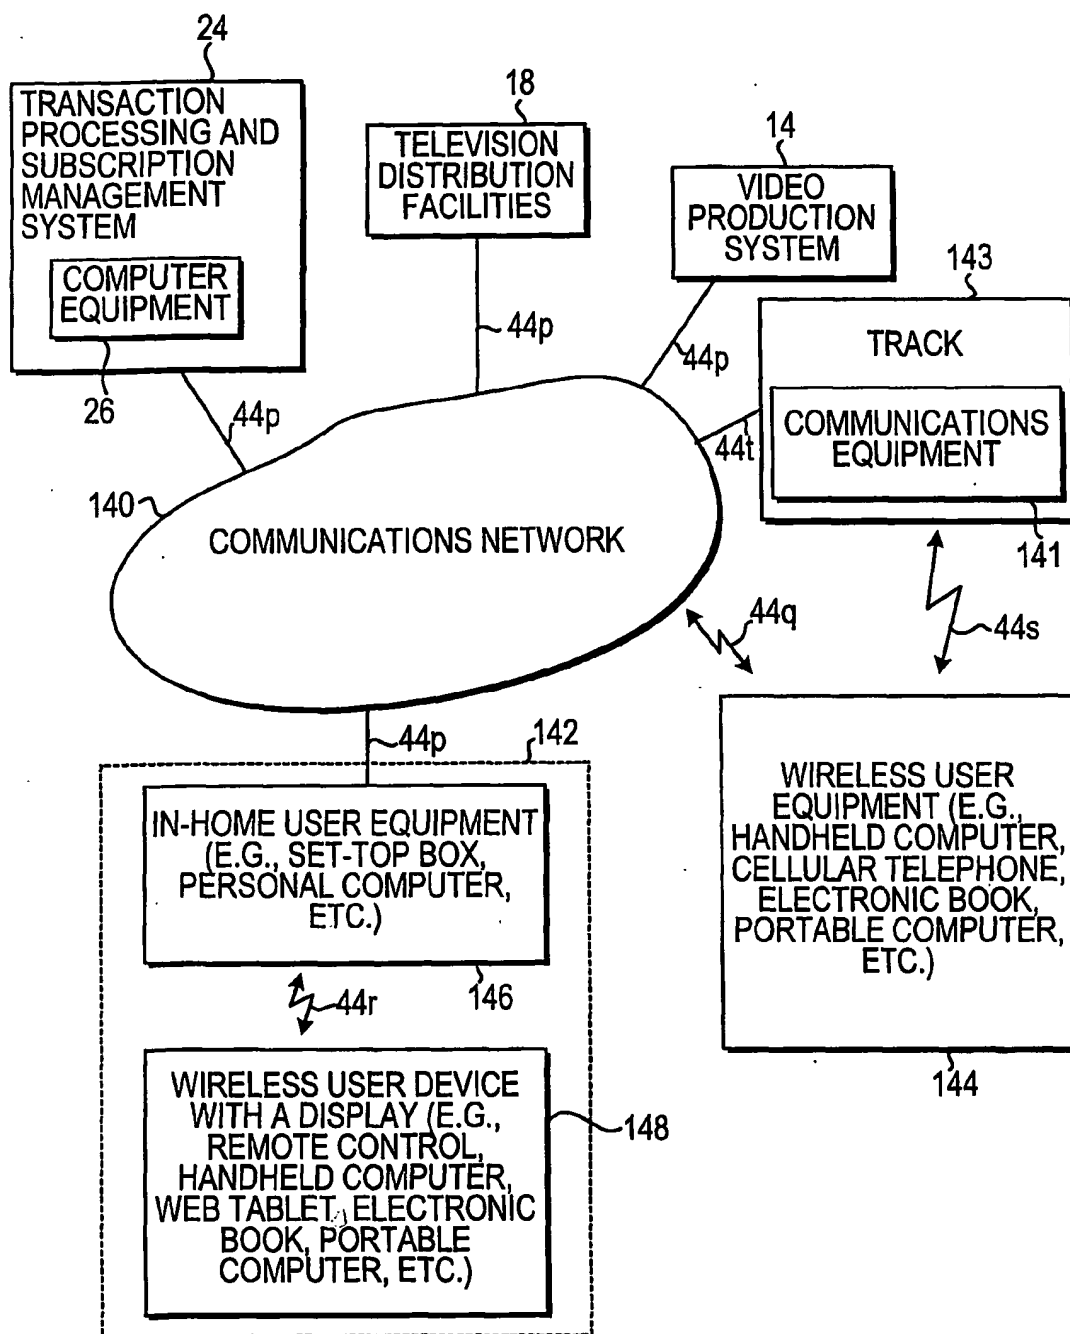 24
TRANSACTION
PROCESSING AND
SUBSCRIPTION
MANAGEMENT
SYSTEM
COMPUTER
EQUIPMENT
26
18
TELEVISION
DISTRIBUTION
FACILITIES
14
VIDEO
PRODUCTION
SYSTEM
143
TRACK
COMMUNICATIONS
EQUIPMENT
141
44p
44p
44p
44t
140
COMMUNICATIONS NETWORK
44q
44s
44p
142
IN-HOME USER EQUIPMENT
(E.G., SET-TOP BOX,
PERSONAL COMPUTER,
ETC.)
146
44r
WIRELESS USER DEVICE
WITH A DISPLAY (E.G.,
REMOTE CONTROL,
HANDHELD COMPUTER,
WEB TABLET, ELECTRONIC
BOOK, PORTABLE
COMPUTER, ETC.)
148
WIRELESS USER
EQUIPMENT (E.G.,
HANDHELD COMPUTER,
CELLULAR TELEPHONE,
ELECTRONIC BOOK,
PORTABLE COMPUTER,
ETC.)
144